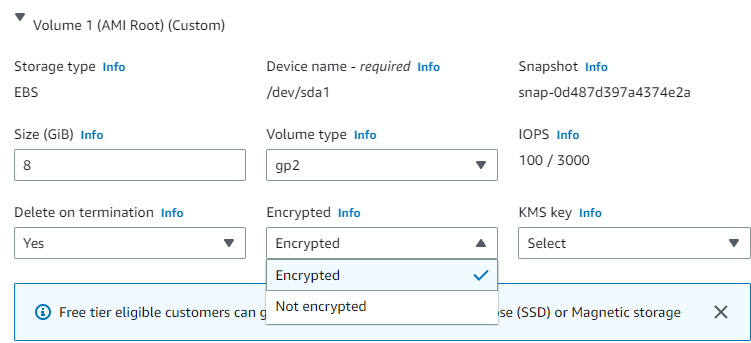 Volume 1 (AMI Root) (Custom)
Storage type Info Device name - required Info Snapshot Info
EBS /dev/sda1 snap-0d487d397a4374e2a
Size (GiB) Info Volume type Info IOPS Info
8 gp2 100 / 3000
Delete on termination Info Encrypted Info KMS key Info
Yes Encrypted Select
Encrypted
Not encrypted
Free tier eligible customers can (SSD) or Magnetic storage